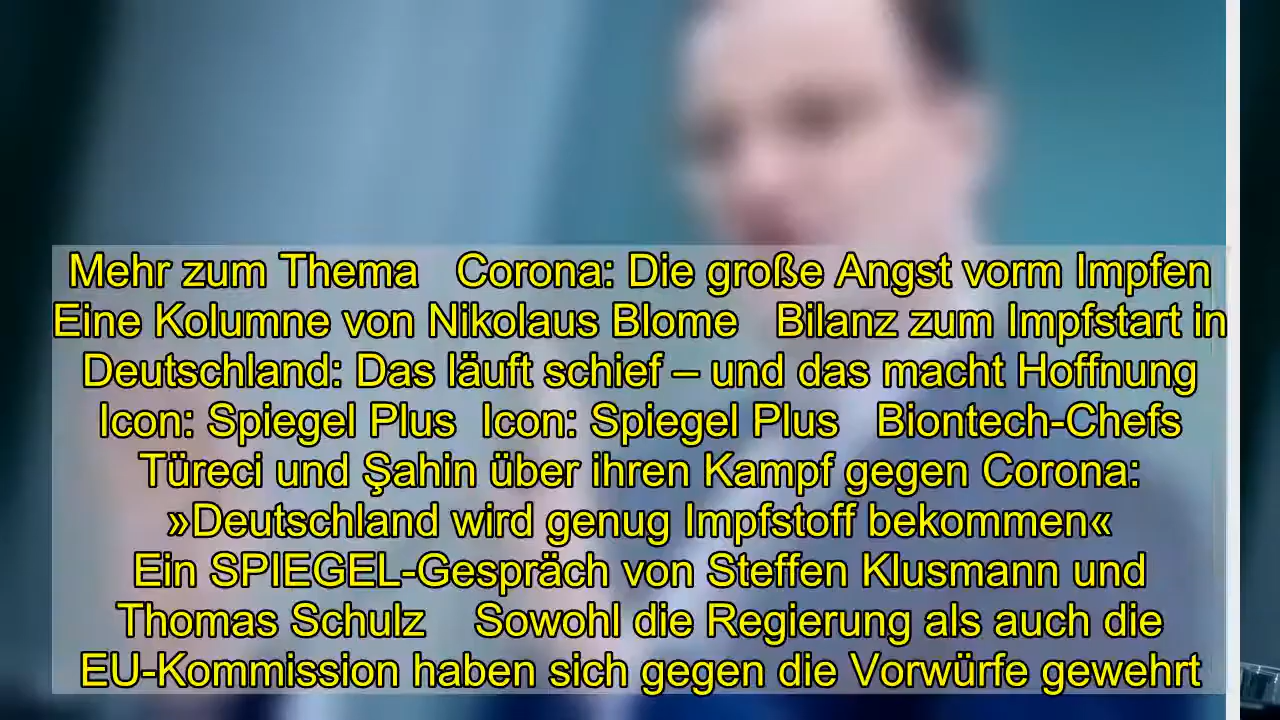 Mehr zum Thema   Corona: Die große Angst vorm Impfen
Eine Kolumne von Nikolaus Blome   Bilanz zum Impfstart in
Deutschland: Das läuft schief – und das macht Hoffnung
Icon: Spiegel Plus  Icon: Spiegel Plus   Biontech-Chefs
Türeci und Şahin über ihren Kampf gegen Corona:
»Deutschland wird genug Impfstoff bekommen«
Ein SPIEGEL-Gespräch von Steffen Klusmann und
Thomas Schulz    Sowohl die Regierung als auch die
EU-Kommission haben sich gegen die Vorwürfe gewehrt